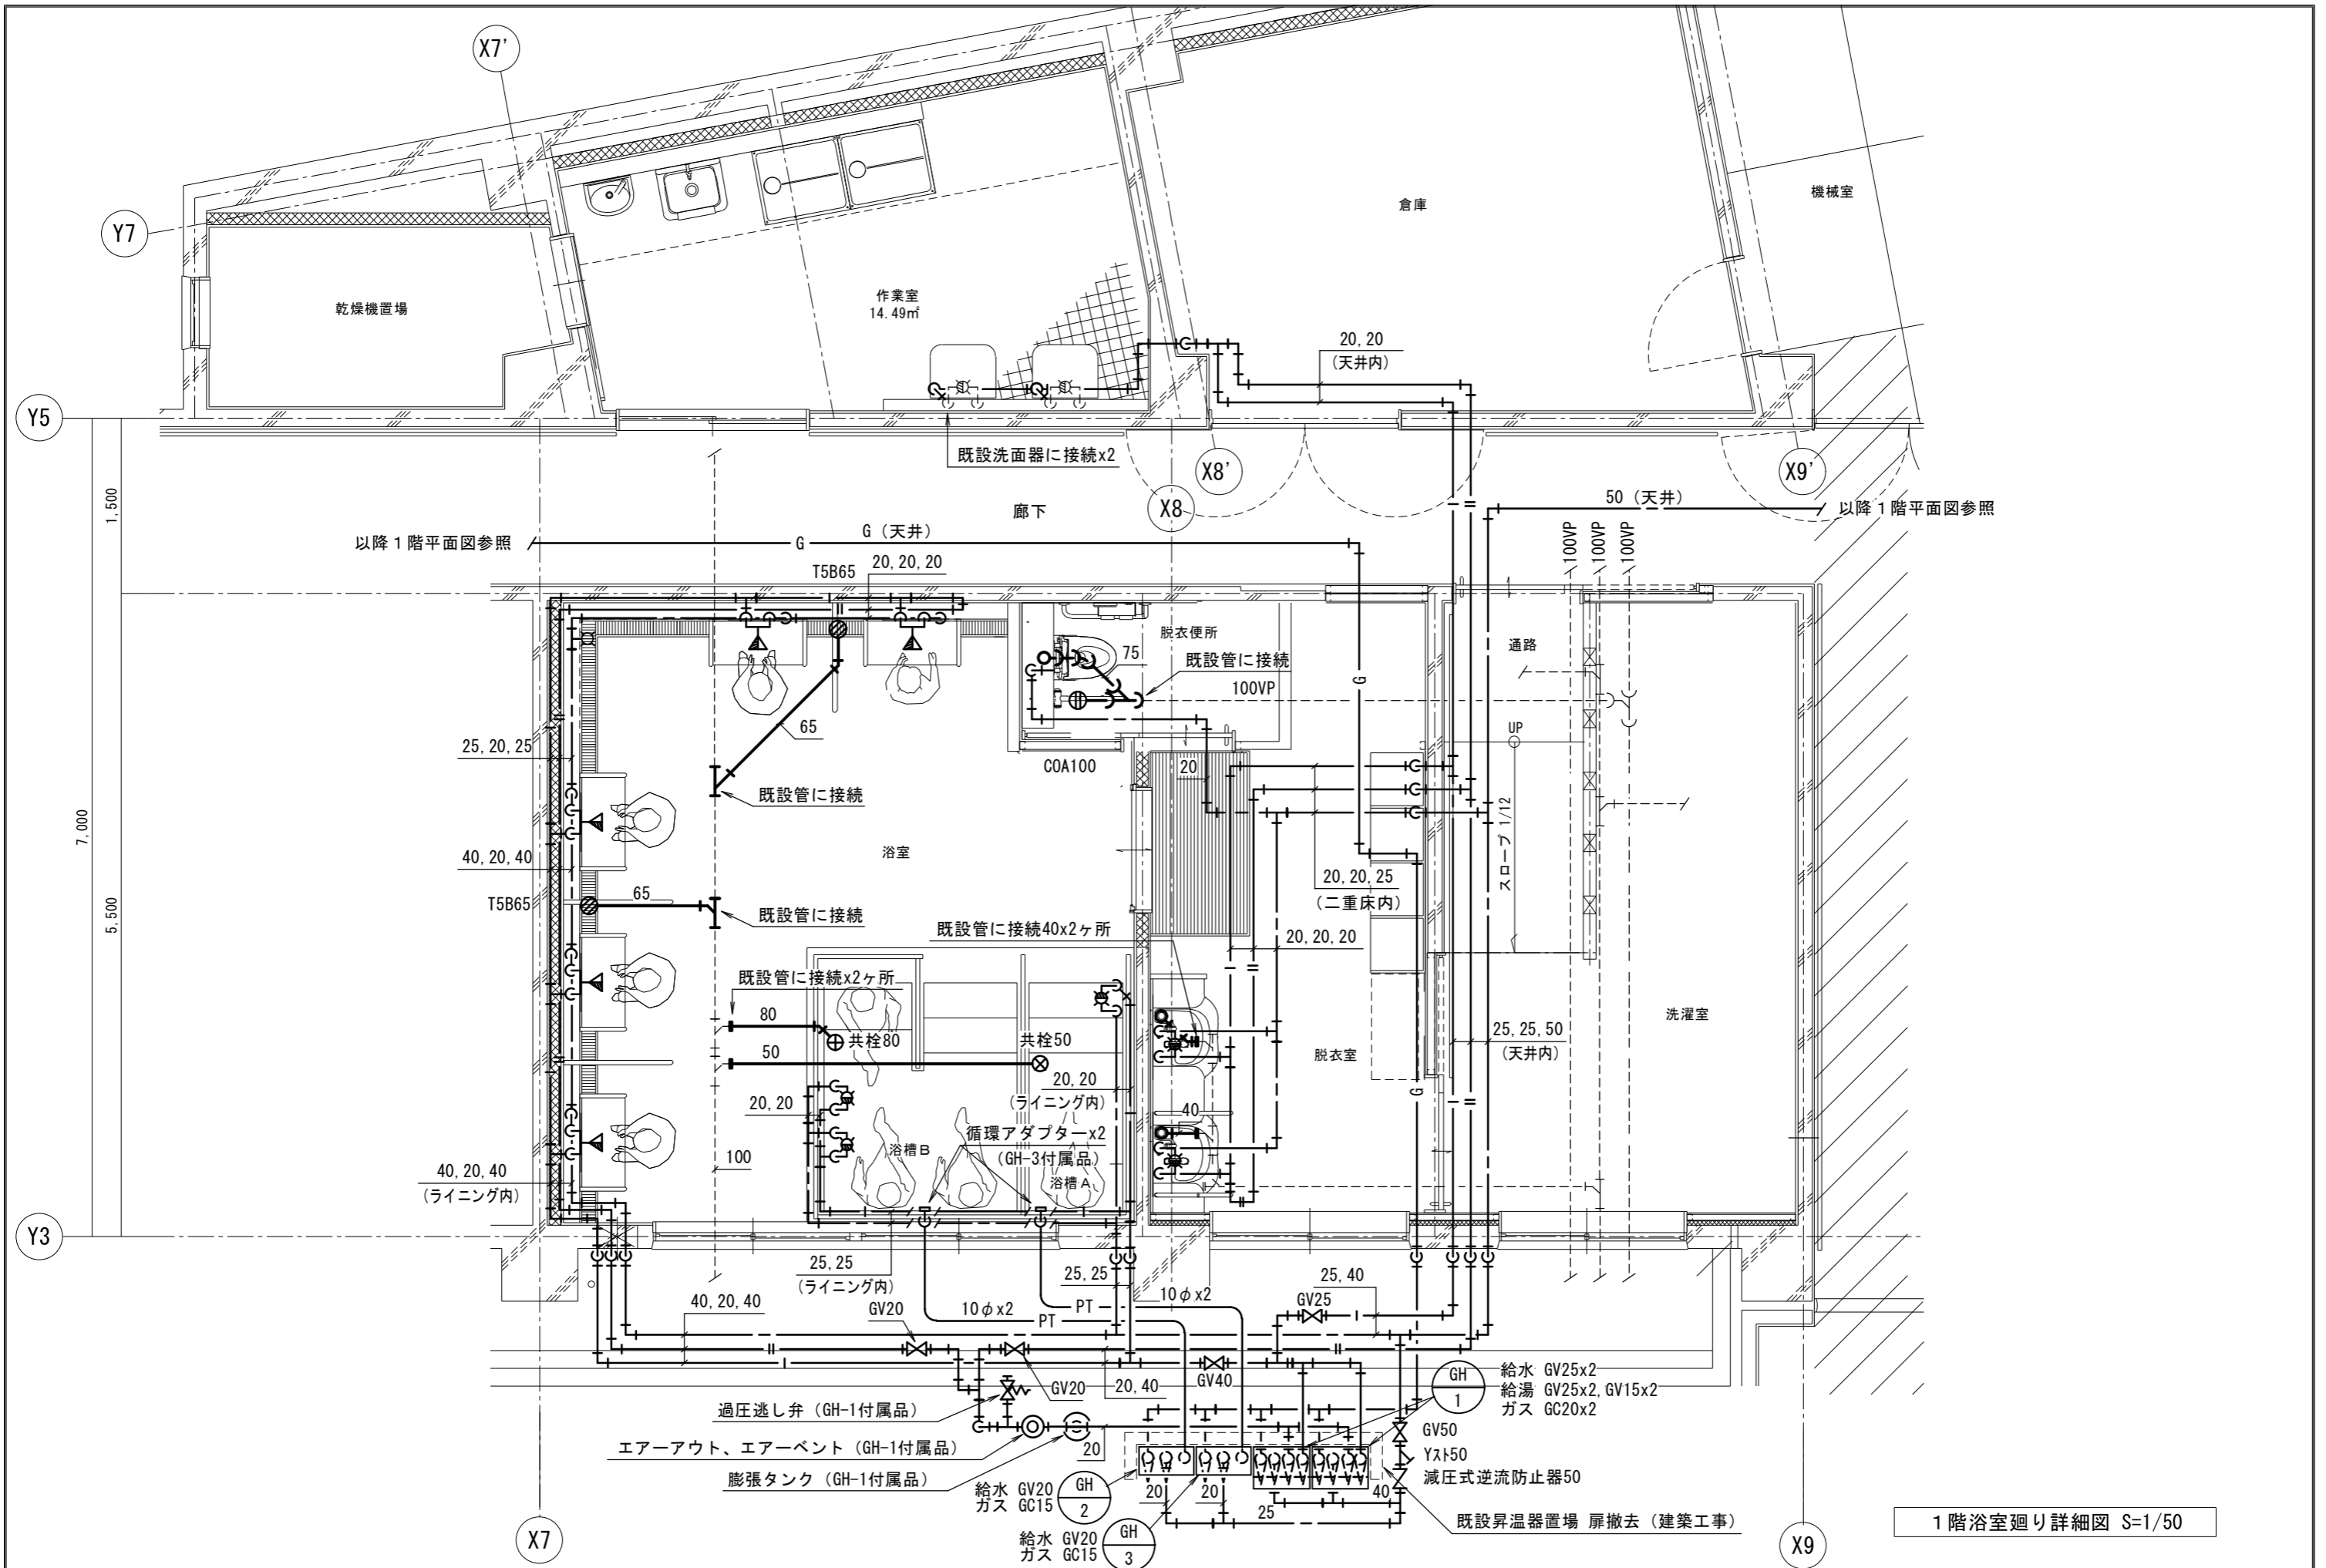 X7'
Y7
乾燥機置場
作業室
14.49㎡
倉庫
機械室
20,20
(天井内)
Y5
既設洗面器に接続x2
X8'
X9'
X8
1,500
7,000
5,500
廊下
50 (天井)
以降1階平面図参照
以降1階平面図参照
G (天井)
G
T5B65
20,20,20
100VP
100VP
100VP
脱衣便所
75
既設管に接続
100VP
通路
G
65
25,20,25
既設管に接続
COA100
20
UP
スロープ 1/12
浴室
40,20,40
T5B65
65
既設管に接続
20,20,25
(二重床内)
既設管に接続40x2ヶ所
20,20,20
既設管に接続x2ヶ所
80
共栓80
50
共栓50
洗濯室
25,25,50
(天井内)
脱衣室
20,20
(ライニング内)
20,20
40
G
循環アダプターx2
(GH-3付属品)
浴槽B
浴槽A
100
40,20,40
(ライニング内)
Y3
25,25
(ライニング内)
25,25
25,40
40,20,40
GV20
10φx2
PT
PT
10φx2
GV25
GV20
20,40
GV40
GH
1
給水 GV25x2
給湯 GV25x2,GV15x2
ガス GC20x2
過圧逃し弁 (GH-1付属品)
エアーアウト、エアーベント (GH-1付属品)
20
膨張タンク (GH-1付属品)
GV50
Yスト50
減圧式逆流防止器50
給水 GV20
ガス GC15
GH
2
20
20
25
40
既設昇温器置場 扉撤去 (建築工事)
給水 GV20
ガス GC15
GH
3
X7
X9
1階浴室廻り詳細図 S=1/50